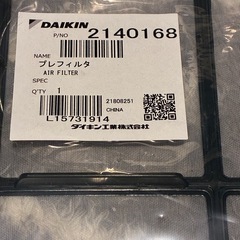 DAIKIN
P/NO 2140168
NAME
プレフィルタ
AIR FILTER
SPEC
Q'TY 1
21808251
CHINA
L15731914
ダイキン工業株式会社